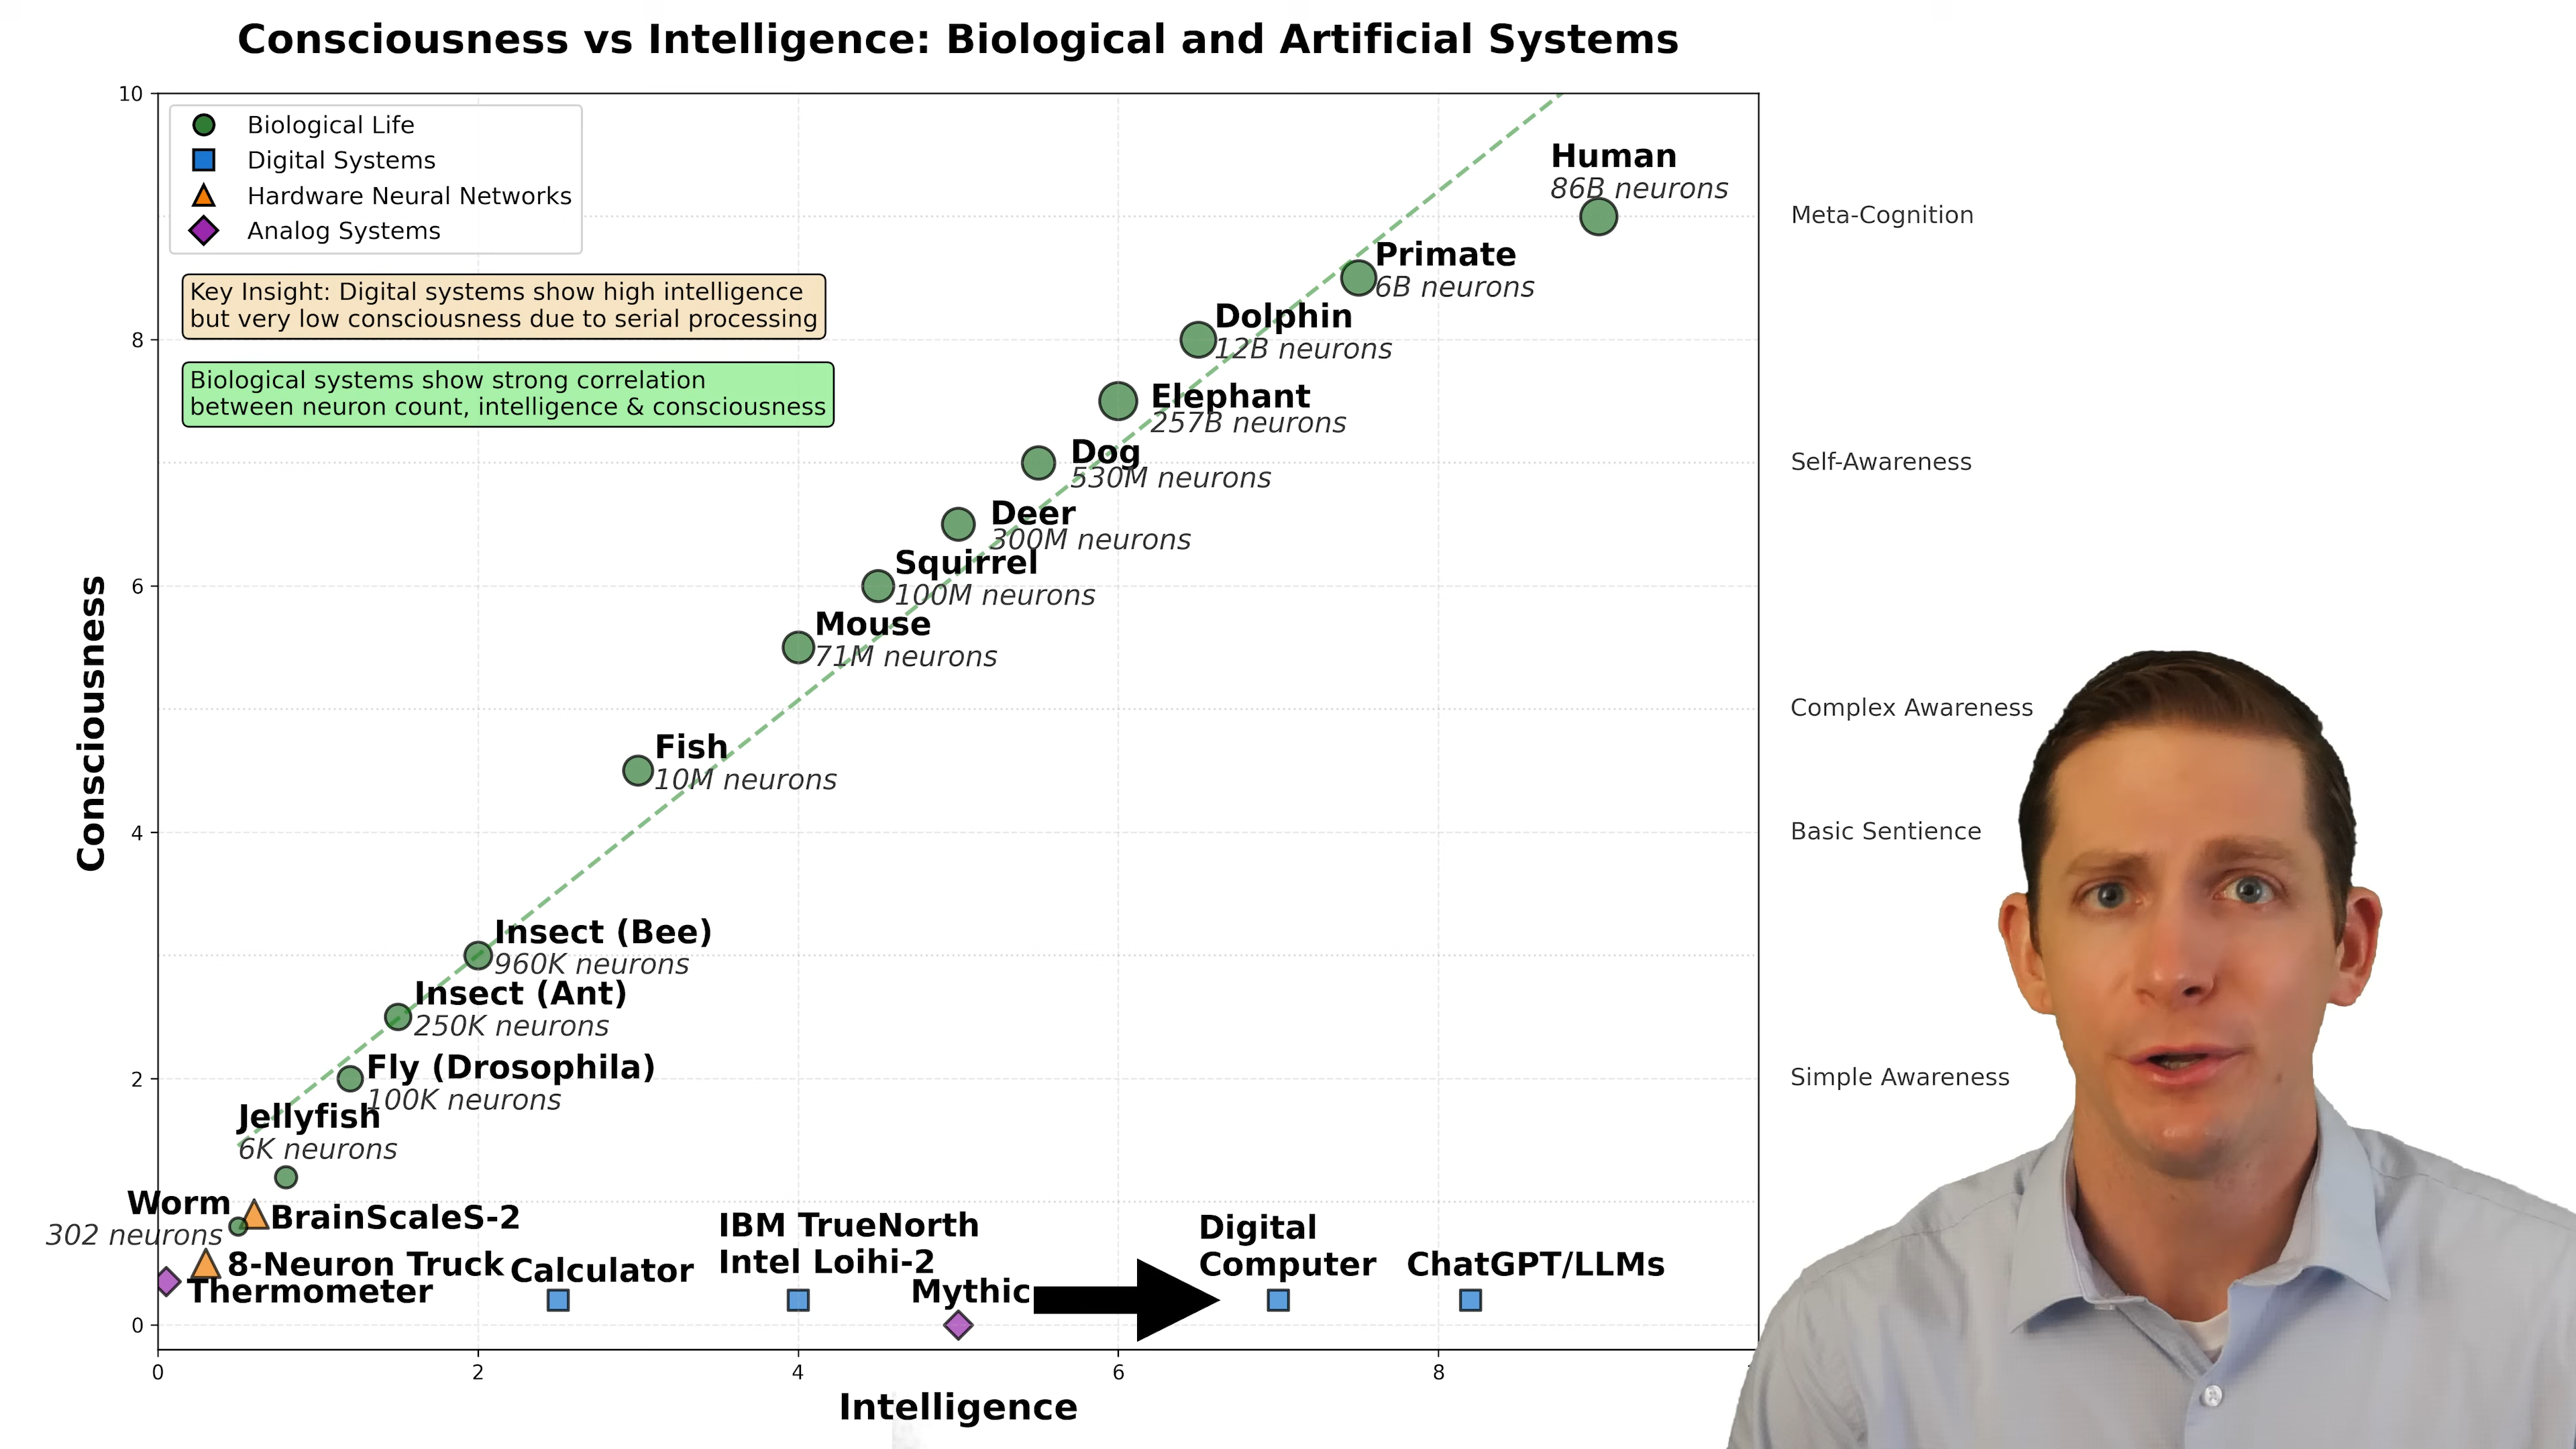 Consciousness vs Intelligence: Biological and Artificial Systems
10
Biological Life
Digital Systems
Hardware Neural Networks
Analog Systems
Key Insight: Digital systems show high intelligence
but very low consciousness due to serial processing
Biological systems show strong correlation
between neuron count, intelligence & consciousness
Human
86B neurons
Meta-Cognition
Primate
6B neurons
Dolphin
12B neurons
8
Elephant
257B neurons
Dog
530M neurons
Self-Awareness
Deer
300M neurons
Squirrel
100M neurons
6
Mouse
71M neurons
Complex Awareness
Fish
10M neurons
4
Basic Sentience
Consciousness
Insect (Bee)
960K neurons
Insect (Ant)
250K neurons
Fly (Drosophila)
100K neurons
2
Simple Awareness
Jellyfish
6K neurons
Worm
302 neurons
BrainScaleS-2
8-Neuron Truck
Thermometer
Calculator
IBM TrueNorth
Intel Loihi-2
Mythic
Digital
Computer
ChatGPT/LLMs
0
0
2
4
6
8
Intelligence